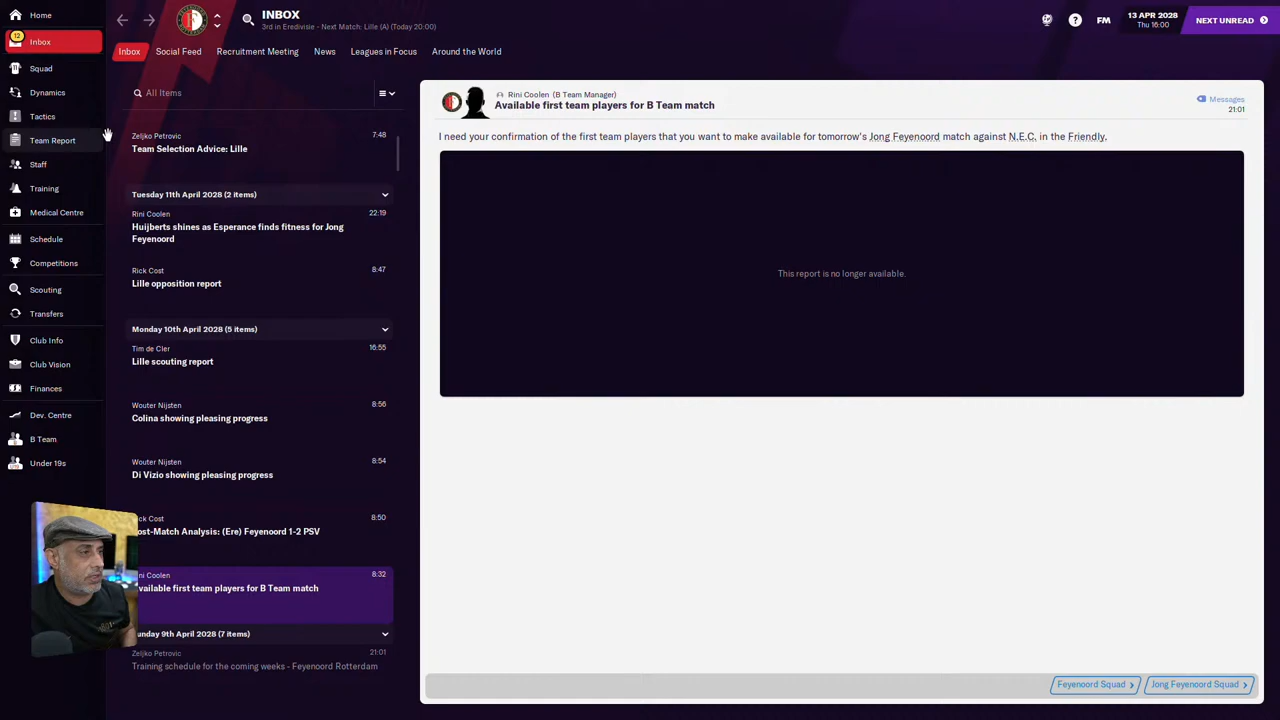 Home
12
Inbox
Squad
Dynamics
Tactics
Team Report
Staff
Training
Medical Centre
Schedule
Competitions
Scouting
Transfers
Club Info
Club Vision
Finances
Dev. Centre
B Team
Under 19s
INBOX
3rd in Eredivisie - Next Match: Lille (A) (Today 20:00)
FM
13 APR 2028
Thu 16:00
NEXT UNREAD
Inbox
Social Feed
Recruitment Meeting
News
Leagues in Focus
Around the World
All Items
Zeljko Petrovic 7:48
Team Selection Advice: Lille
Tuesday 11th April 2028 (2 items)
Rini Coolen 22:19
Huijberts shines as Esperance finds fitness for Jong
Feyenoord
Rick Cost 8:47
Lille opposition report
Monday 10th April 2028 (5 items)
Tim de Cler 16:55
Lille scouting report
Wouter Nijsten 8:56
Colina showing pleasing progress
Wouter Nijsten 8:54
Di Vizio showing pleasing progress
ck Cost 8:50
ost-Match Analysis: (Ere) Feyenoord 1-2 PSV
ni Coolen 8:32
vailable first team players for B Team match
unday 9th April 2028 (7 items)
Zeljko Petrovic 21:01
Training schedule for the coming weeks - Feyenoord Rotterdam
Rini Coolen (B Team Manager)
Available first team players for B Team match
Messages
21:01
I need your confirmation of the first team players that you want to make available for tomorrow's Jong Feyenoord match against N.E.C. in the Friendly.
This report is no longer available.
Feyenoord Squad
Jong Feyenoord Squad